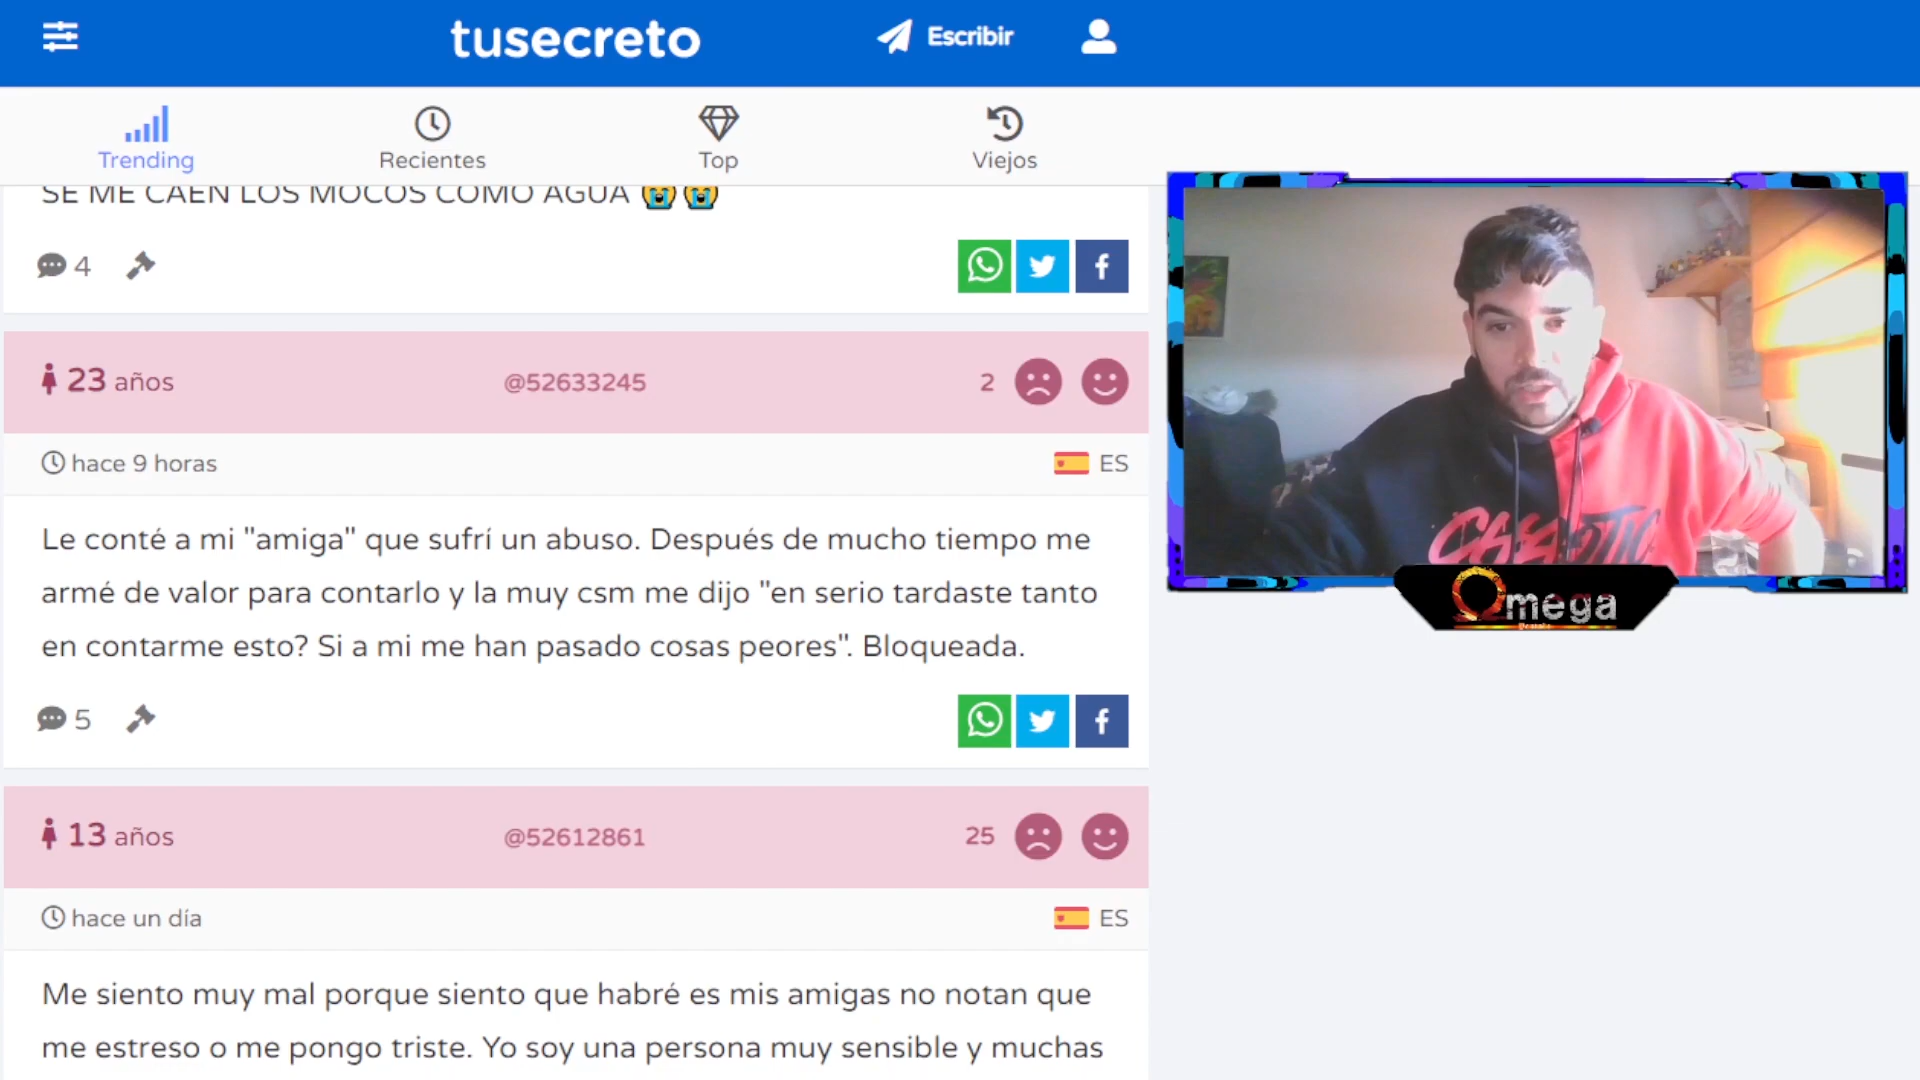 tusecreto
Escribir
Trending
Recientes
Top
Viejos
SE ME CAEN LOS MOCOS COMO AGUA 😭😭
4
23 años
@52633245
2
hace 9 horas
ES
Le conté a mi "amiga" que sufrí un abuso. Después de mucho tiempo me
armé de valor para contarlo y la muy csm me dijo "en serio tardaste tanto
en contarme esto? Si a mi me han pasado cosas peores". Bloqueada.
5
13 años
@52612861
25
hace un día
ES
Me siento muy mal porque siento que habré es mis amigas no notan que
me estreso o me pongo triste. Yo soy una persona muy sensible y muchas
Omega